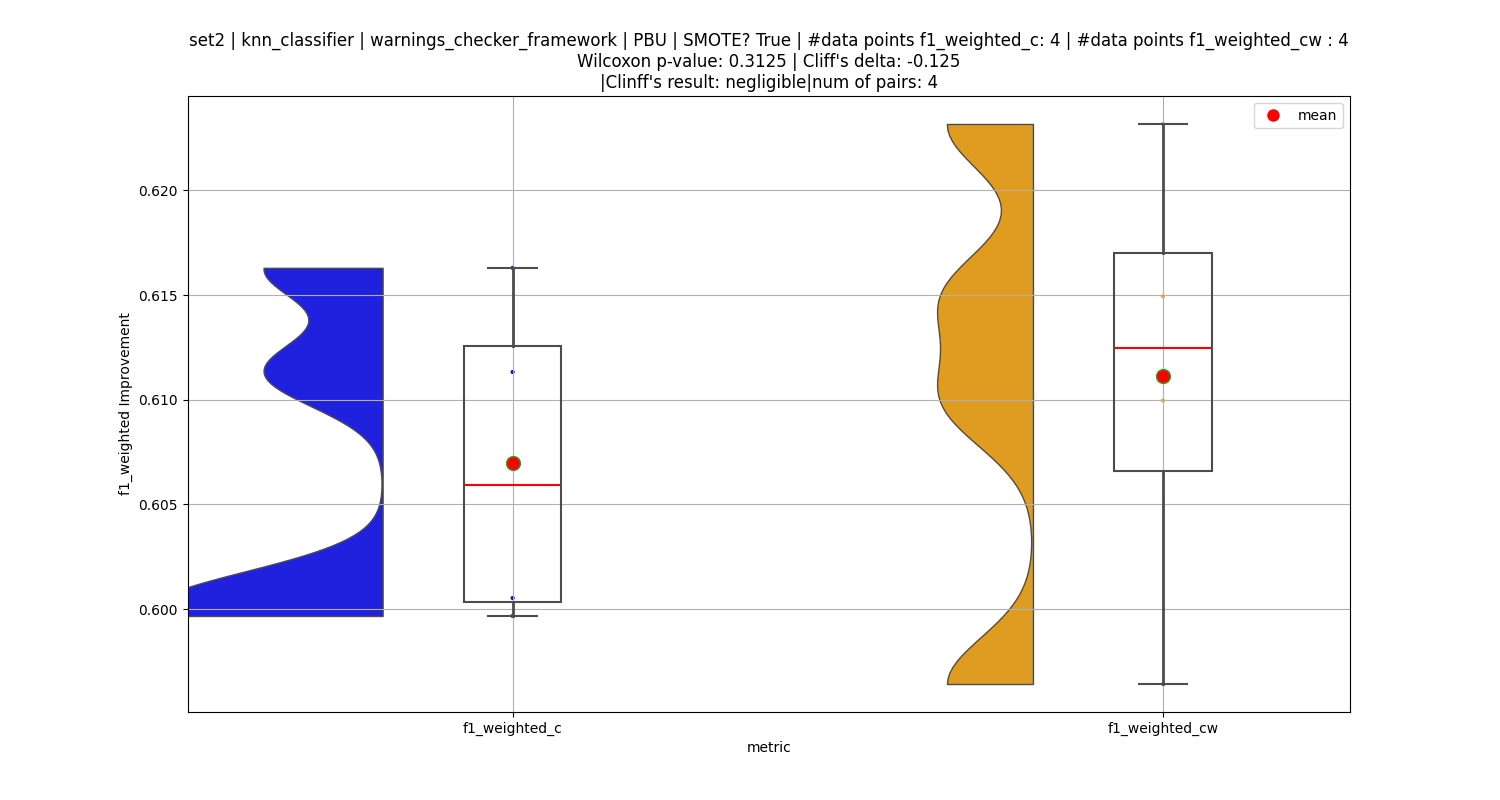 set2 | knn_classifier | warnings_checker_framework | PBU | SMOTE? True | #data points f1_weighted_c: 4 | #data points f1_weighted_cw : 4
Wilcoxon p-value: 0.3125 | Cliff's delta: -0.125
|Clinff's result: negligible|num of pairs: 4
mean
0.620
0.615
0.610
0.605
0.600
f1_weighted Improvement
f1_weighted_c
f1_weighted_cw
metric